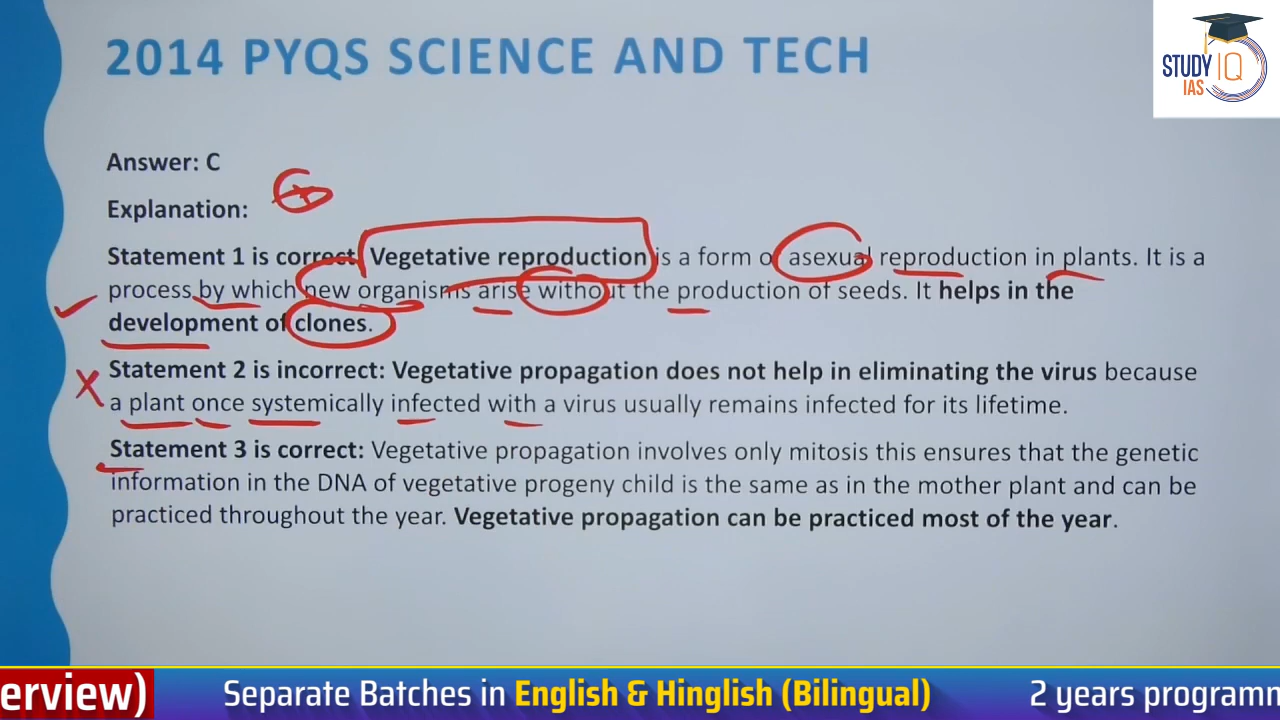 2014 PYQS SCIENCE AND TECH
STUDY IQ
IAS
Answer: C
Explanation:
Statement 1 is correct Vegetative reproduction is a form of asexual reproduction in plants. It is a
process by which new organisms arise without the production of seeds. It helps in the
development of clones.
Statement 2 is incorrect: Vegetative propagation does not help in eliminating the virus because
a plant once systemically infected with a virus usually remains infected for its lifetime.
Statement 3 is correct: Vegetative propagation involves only mitosis this ensures that the genetic
information in the DNA of vegetative progeny child is the same as in the mother plant and can be
practiced throughout the year. Vegetative propagation can be practiced most of the year.
erview) Separate Batches in English & Hinglish (Bilingual) 2 years programn